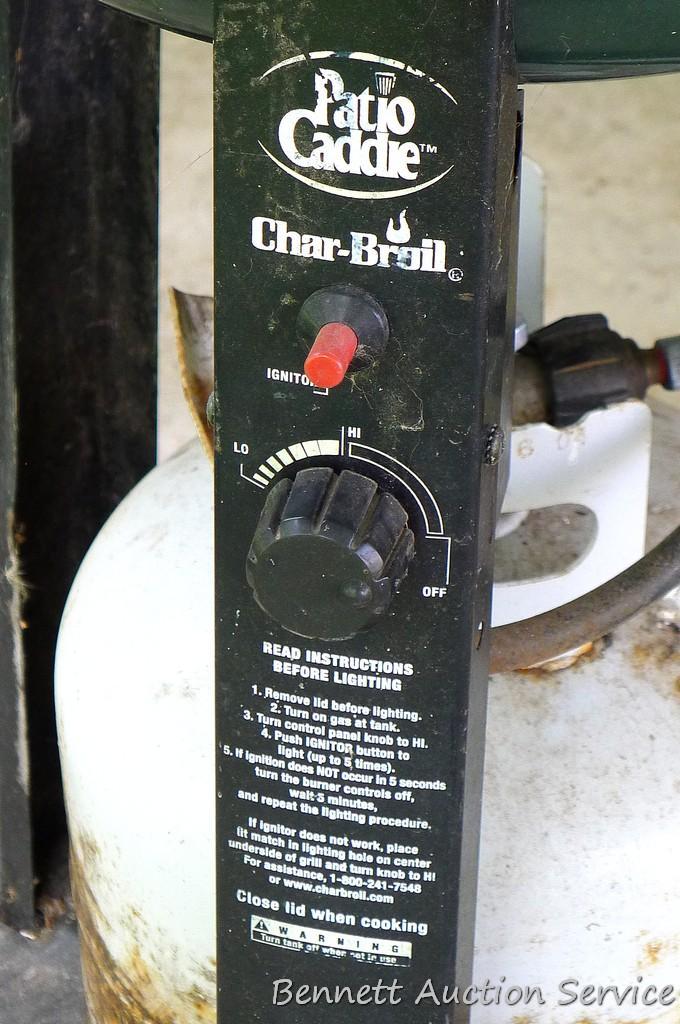 Patio
Caddie™
Char-Broil®
IGNITOR
LO
HI
OFF
READ INSTRUCTIONS
BEFORE LIGHTING
1. Remove lid before lighting.
2. Turn on gas at tank.
3. Turn control panel knob to HI.
4. Push IGNITOR button to
light (up to 5 times).
5. If ignition does NOT occur in 5 seconds
turn the burner controls off,
wait 5 minutes,
and repeat the lighting procedure.
If ignitor does not work, place
lit match in lighting hole on center
underside of grill and turn knob to HI
For assistance, 1-800-241-7548
or www.charbroil.com
Close lid when cooking
WARNING
Turn tank off when not in use
Bennett Auction Service